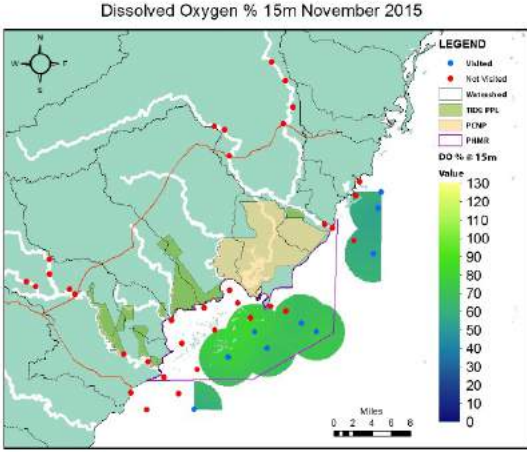 Dissolved Oxygen % 15m November 2015
N
W E
S
LEGEND
Visited
Not Visited
Watershed
TIDE PPL
PCNP
PHMR
DO % @ 15m
Value
130
120
110
100
90
80
70
60
50
40
30
20
10
0
Miles
0 1 2 4 6 8